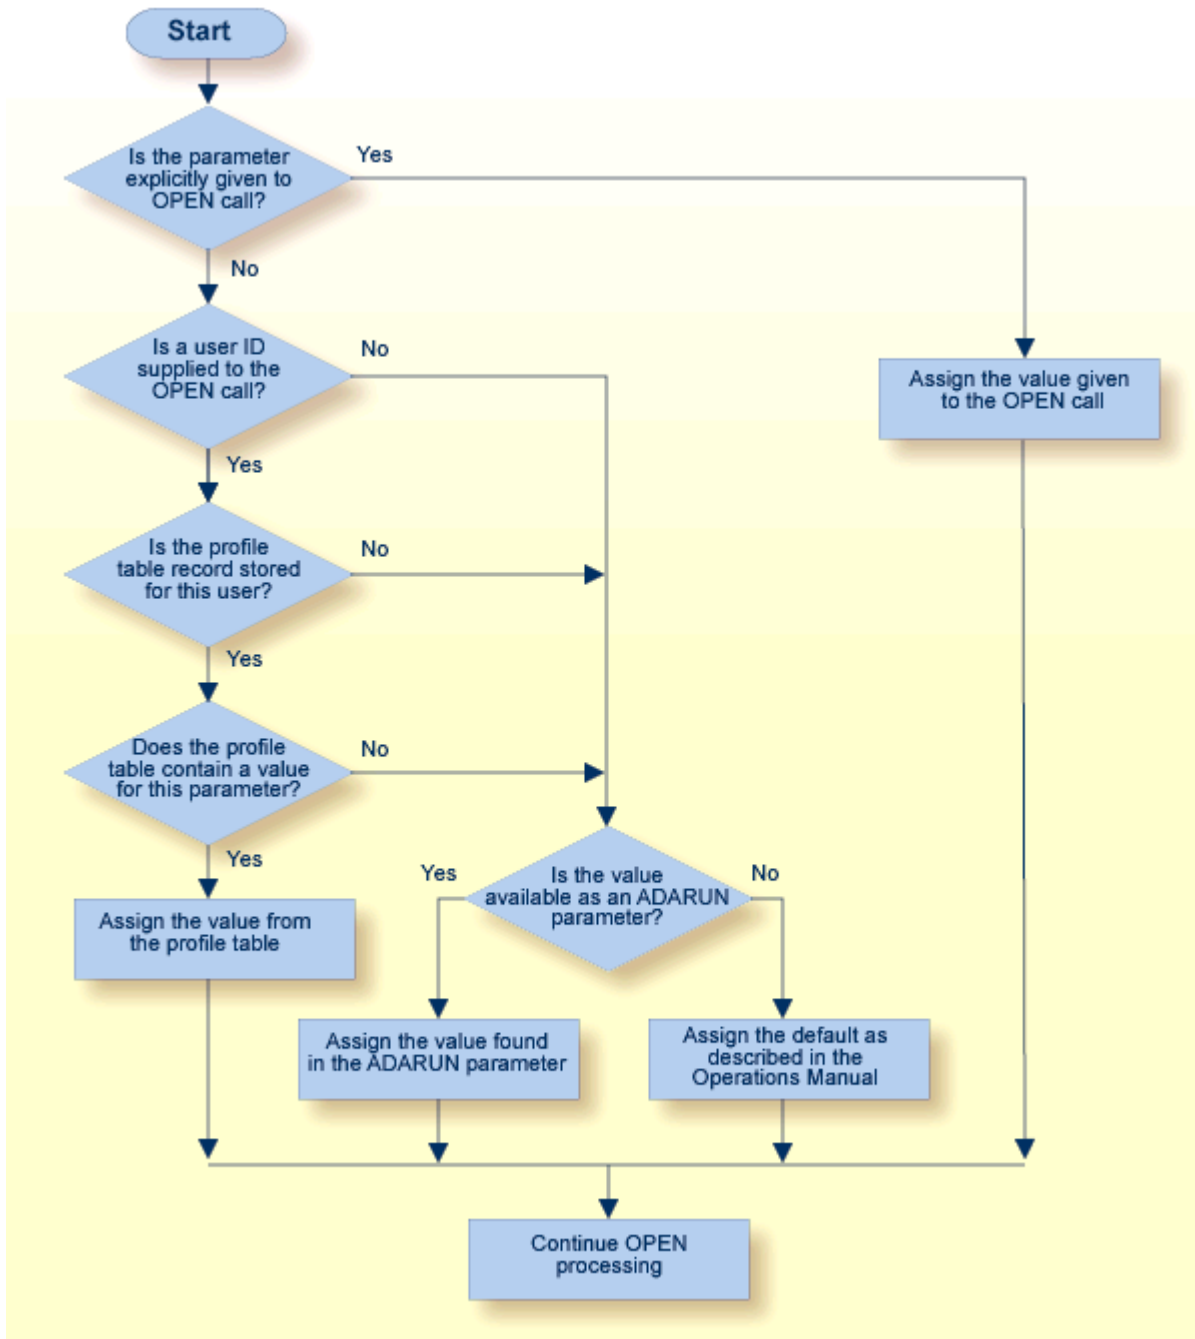 Start
Is the parameter
explicitly given to
OPEN call?
Yes
No
Is a user ID
supplied to the
OPEN call?
No
Assign the value given
to the OPEN call
Yes
Is the profile
table record stored
for this user?
No
Yes
Does the profile
table contain a value
for this parameter?
No
Yes
Is the value
available as an ADARUN
parameter?
Yes
No
Assign the value from
the profile table
Assign the value found
in the ADARUN parameter
Assign the default as
described in the
Operations Manual
Continue OPEN
processing